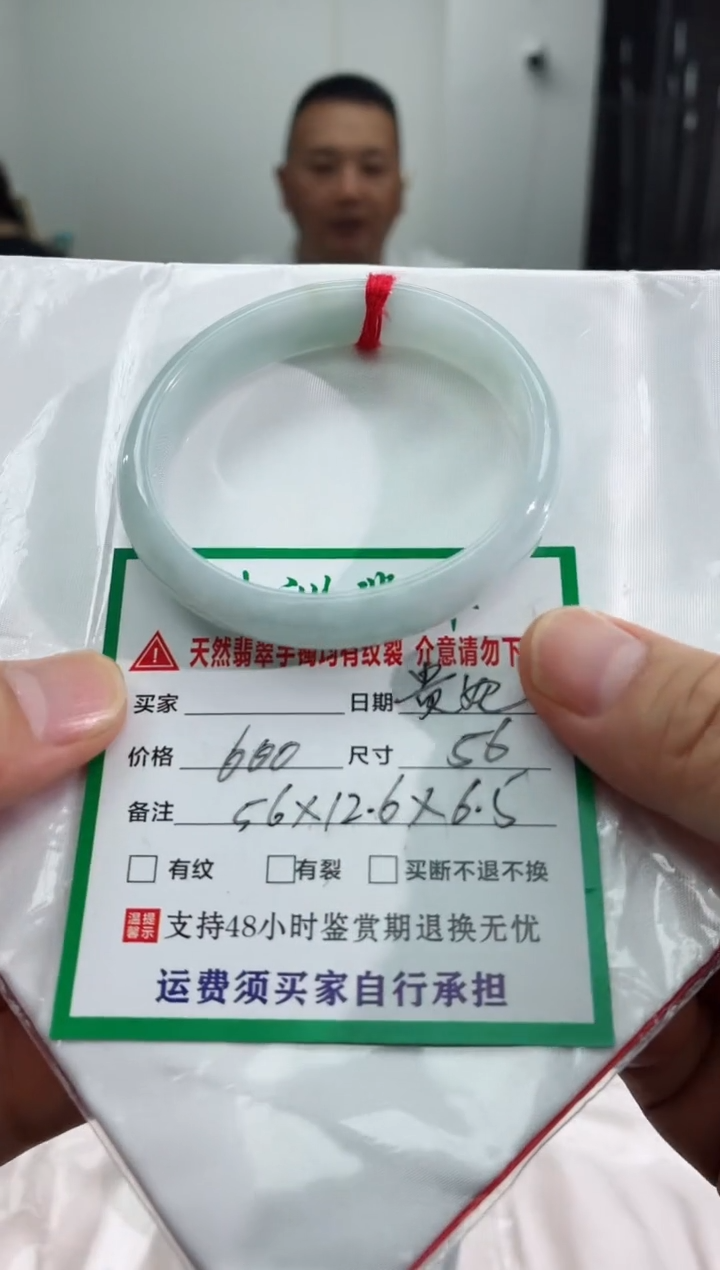 天然翡翠手镯均有纹裂 介意请勿下
买家 日期 贵妃
价格 600 尺寸 56
备注 56×12.6×6.5
有纹 有裂 买断不退不换
温馨提示 支持48小时鉴赏期退换无忧
运费须买家自行承担